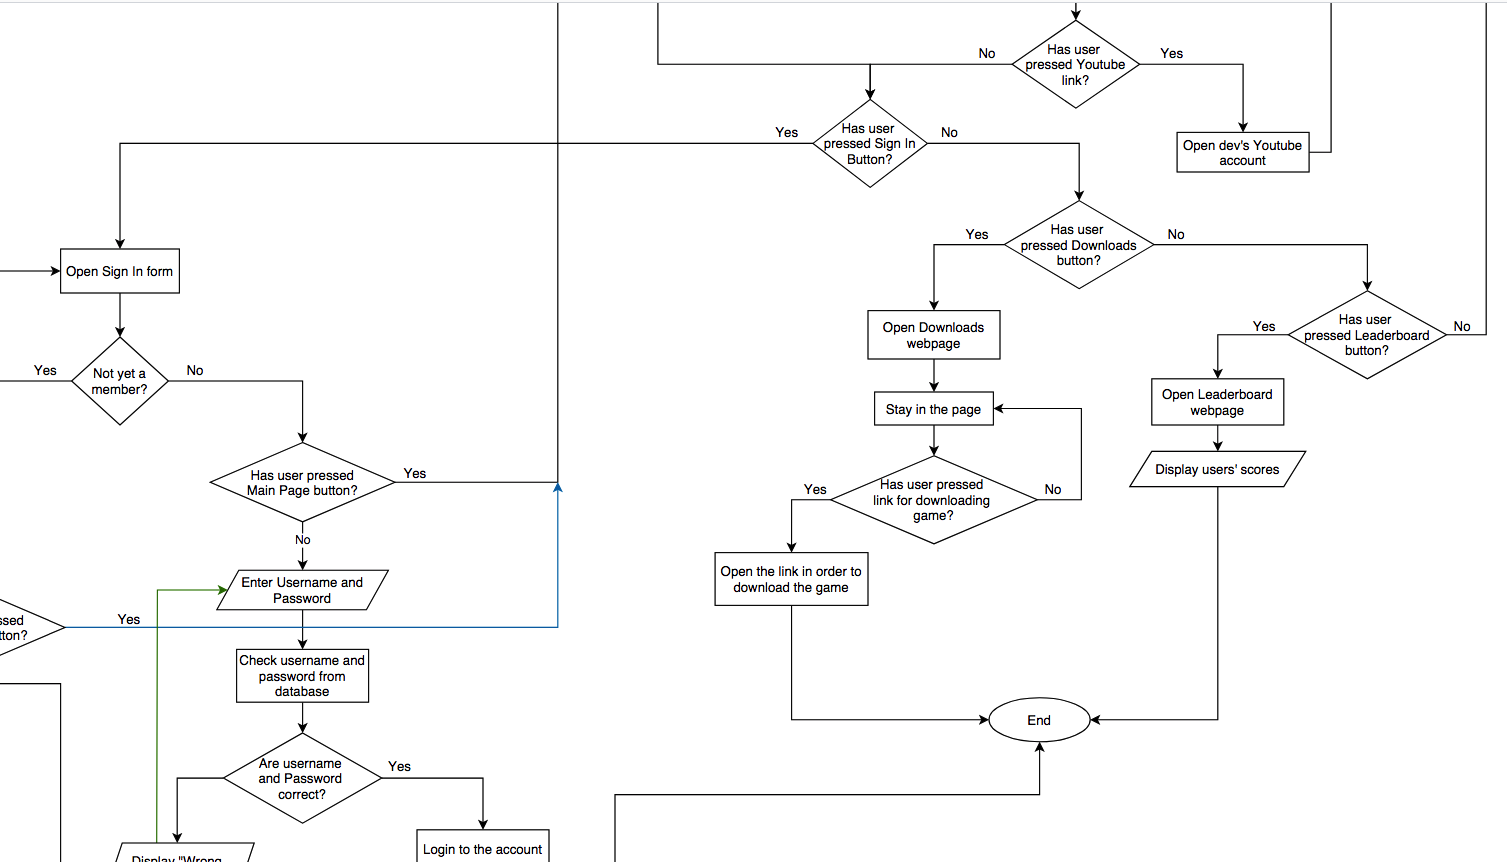 Has user
pressed Youtube
link?
No
Yes
Has user
pressed Sign In
Button?
Yes
No
Open dev's Youtube
account
Has user
pressed Downloads
button?
Yes
No
Open Sign In form
Open Downloads
webpage
Has user
pressed Leaderboard
button?
Yes
No
Not yet a
member?
Yes
No
Stay in the page
Open Leaderboard
webpage
Has user pressed
Main Page button?
Yes
No
Has user pressed
link for downloading
game?
Yes
No
Display users' scores
Enter Username and
Password
Open the link in order to
download the game
ssed
tton?
Yes
Check username and
password from
database
End
Are username
and Password
correct?
Yes
Display "Wrong
Login to the account